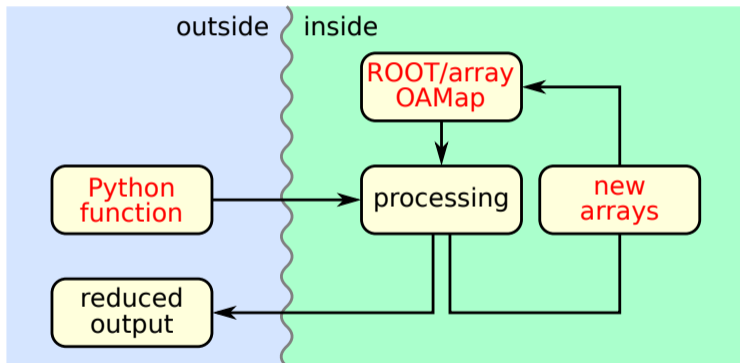 outside
inside
ROOT/array
OAMap
Python
function
processing
new
arrays
reduced
output